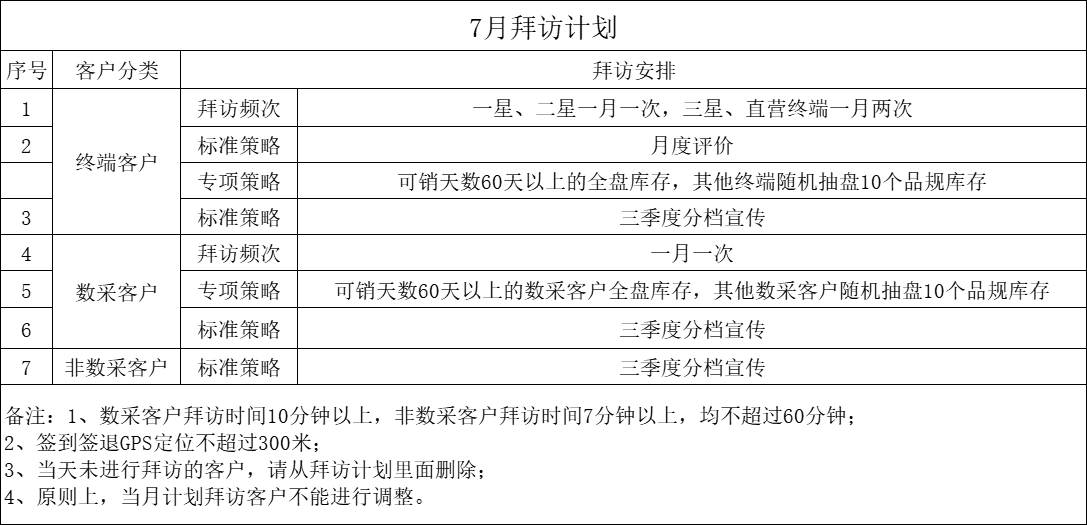 7月拜访计划
序号 客户分类 拜访安排
1 终端客户 拜访频次 一星、二星一月一次，三星、直营终端一月两次
2 标准策略 月度评价
专项策略 可销天数60天以上的全盘库存，其他终端随机抽盘10个品规库存
3 标准策略 三季度分档宣传
4 数采客户 拜访频次 一月一次
5 专项策略 可销天数60天以上的数采客户全盘库存，其他数采客户随机抽盘10个品规库存
6 标准策略 三季度分档宣传
7 非数采客户 标准策略 三季度分档宣传
备注：1、数采客户拜访时间10分钟以上，非数采客户拜访时间7分钟以上，均不超过60分钟；
2、签到签退GPS定位不超过300米；
3、当天未进行拜访的客户，请从拜访计划里面删除；
4、原则上，当月计划拜访客户不能进行调整。